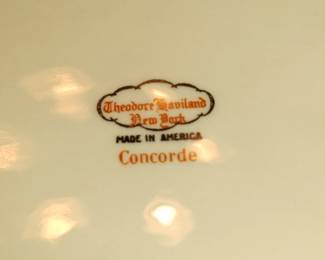 Theodore Haviland
New York
MADE IN AMERICA
Concorde